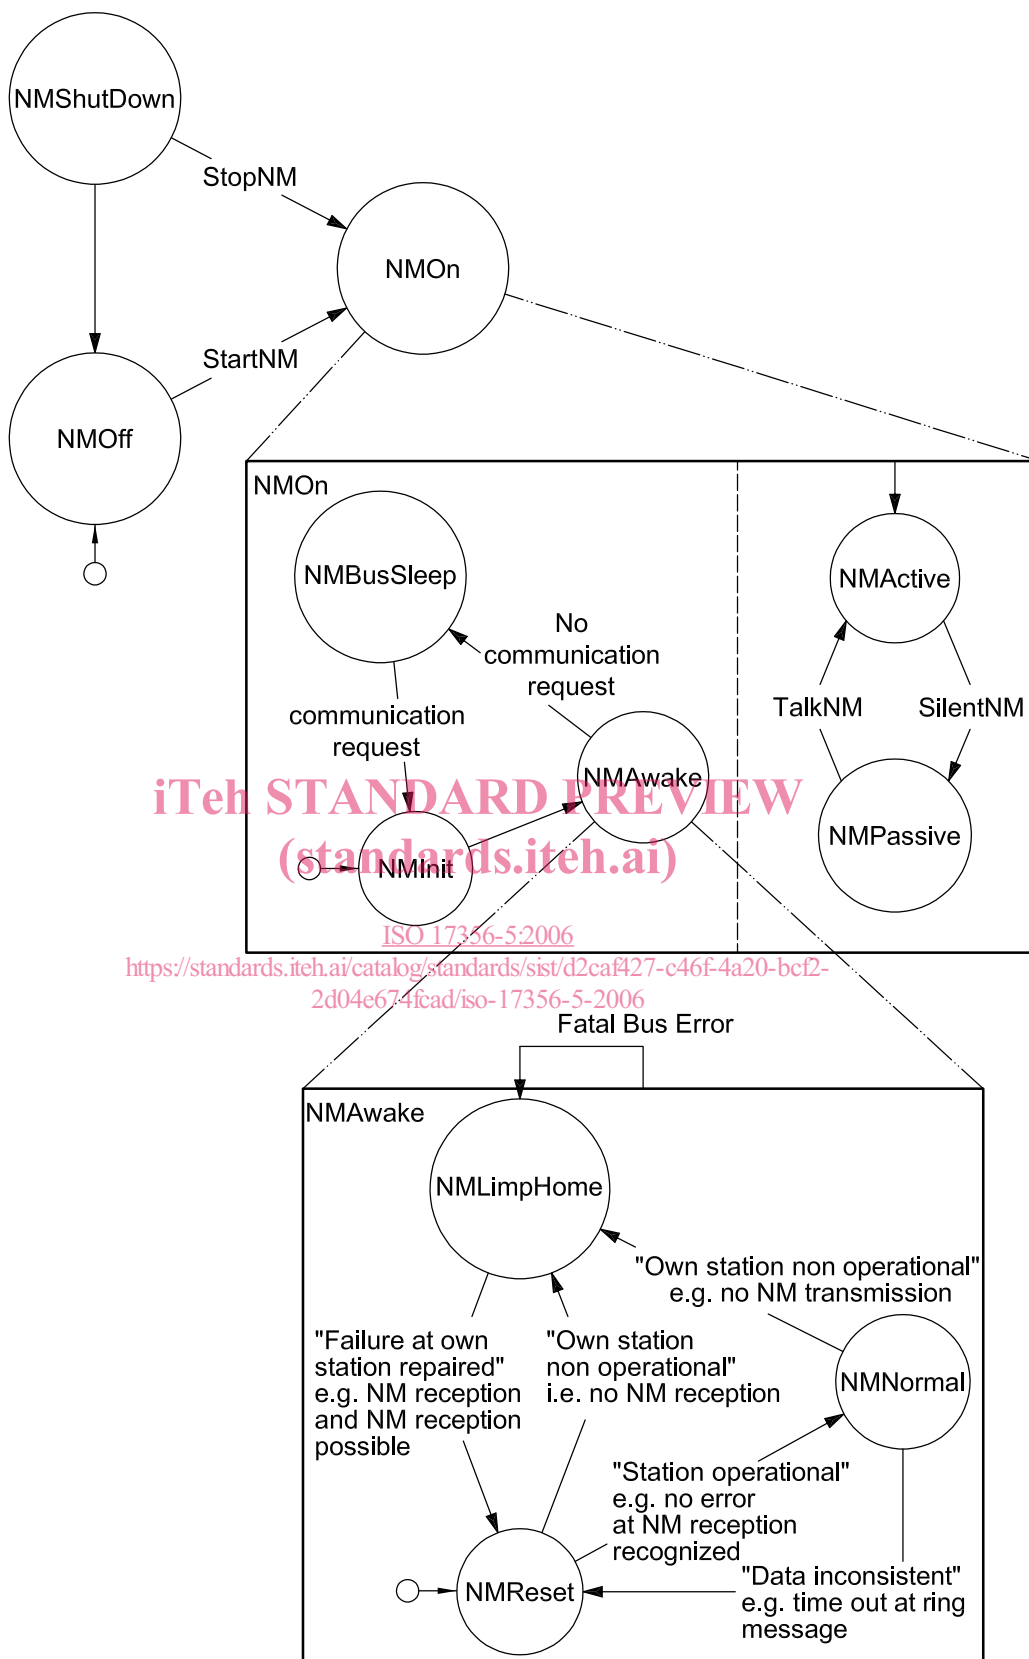 NMShutDown
StopNM
NMOn
StartNM
NMOff
NMOn
NMBusSleep
No
communication
request
communication
request
NMAwake
NMInit
NMActive
TalkNM
SilentNM
NMPassive
iTeh STANDARD PREVIEW
(standards.iteh.ai)
ISO 17356-5:2006
https://standards.iteh.ai/catalog/standards/sist/d2caf427-c46f-4a20-bcf2-
2d04e674fcad/iso-17356-5-2006
Fatal Bus Error
NMAwake
NMLimpHome
"Own station non operational"
e.g. no NM transmission
"Failure at own
station repaired"
e.g. NM reception
and NM reception
possible
"Own station
non operational"
i.e. no NM reception
NMNormal
"Station operational"
e.g. no error
at NM reception
recognized
NMReset
"Data inconsistent"
e.g. time out at ring
message